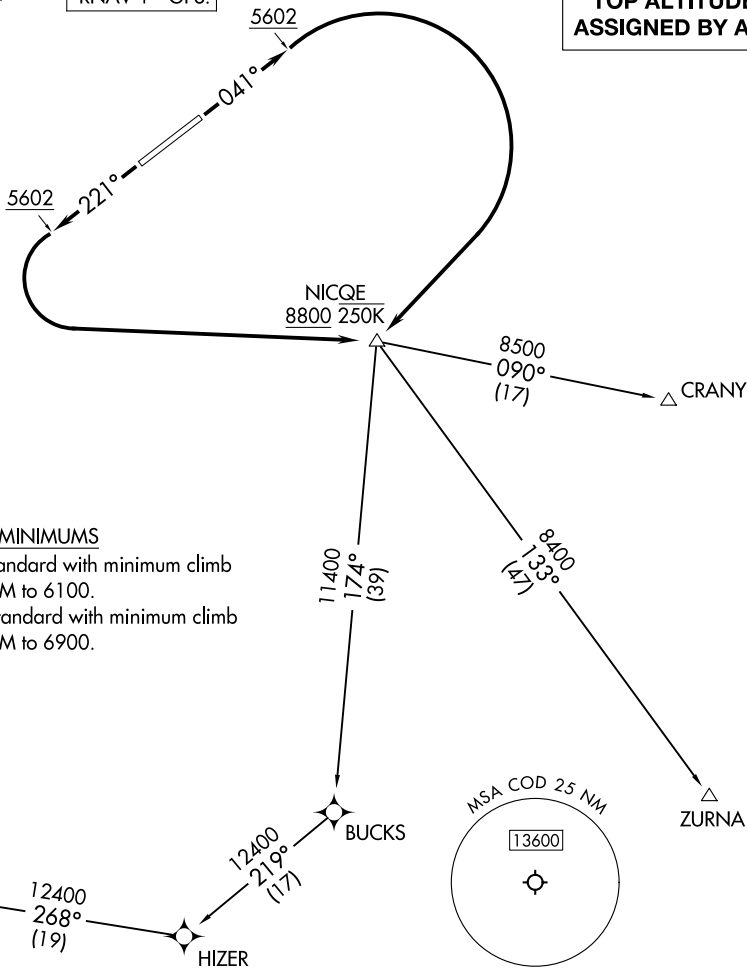 RNAV 1 - GPS.
TOP ALTITUDE
ASSIGNED BY A
5602
041°
221°
5602
NICQE
8800 250K
8500
090°
(17)
CRANY
MINIMUMS
andard with minimum climb
M to 6100.
tandard with minimum climb
M to 6900.
11400
174°
(39)
8400
133°
(47)
MSA COD 25 NM
13600
ZURNA
BUCKS
12400
219°
(17)
12400
268°
(19)
HIZER